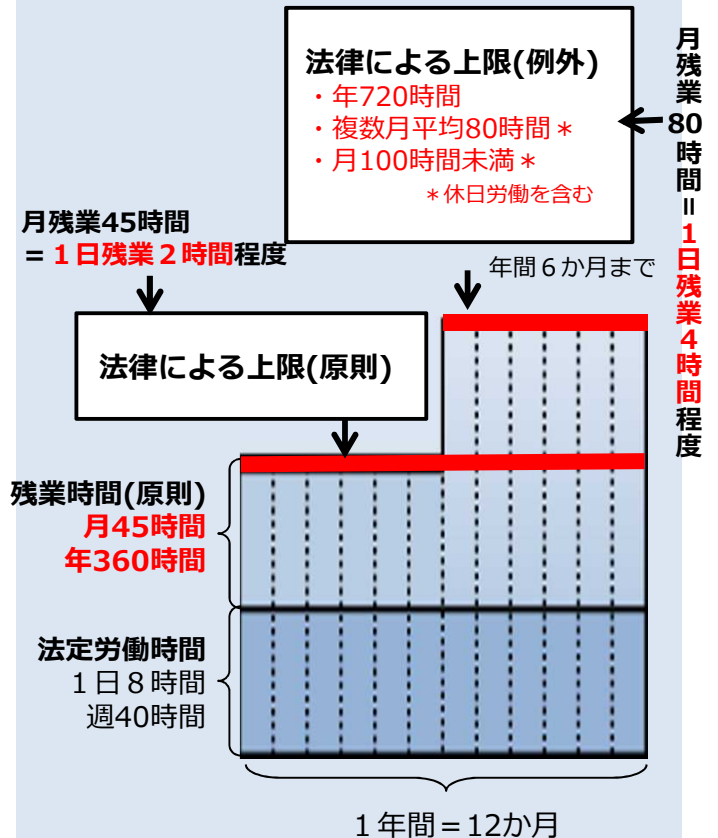 法律による上限(例外)
・年720時間
・複数月平均80時間＊
・月100時間未満＊
＊休日労働を含む
月残業80時間＝1日残業4時間程度
月残業45時間
=１日残業２時間程度
年間６か月まで
法律による上限(原則)
残業時間(原則)
月45時間
年360時間
法定労働時間
１日８時間
週40時間
１年間＝12か月